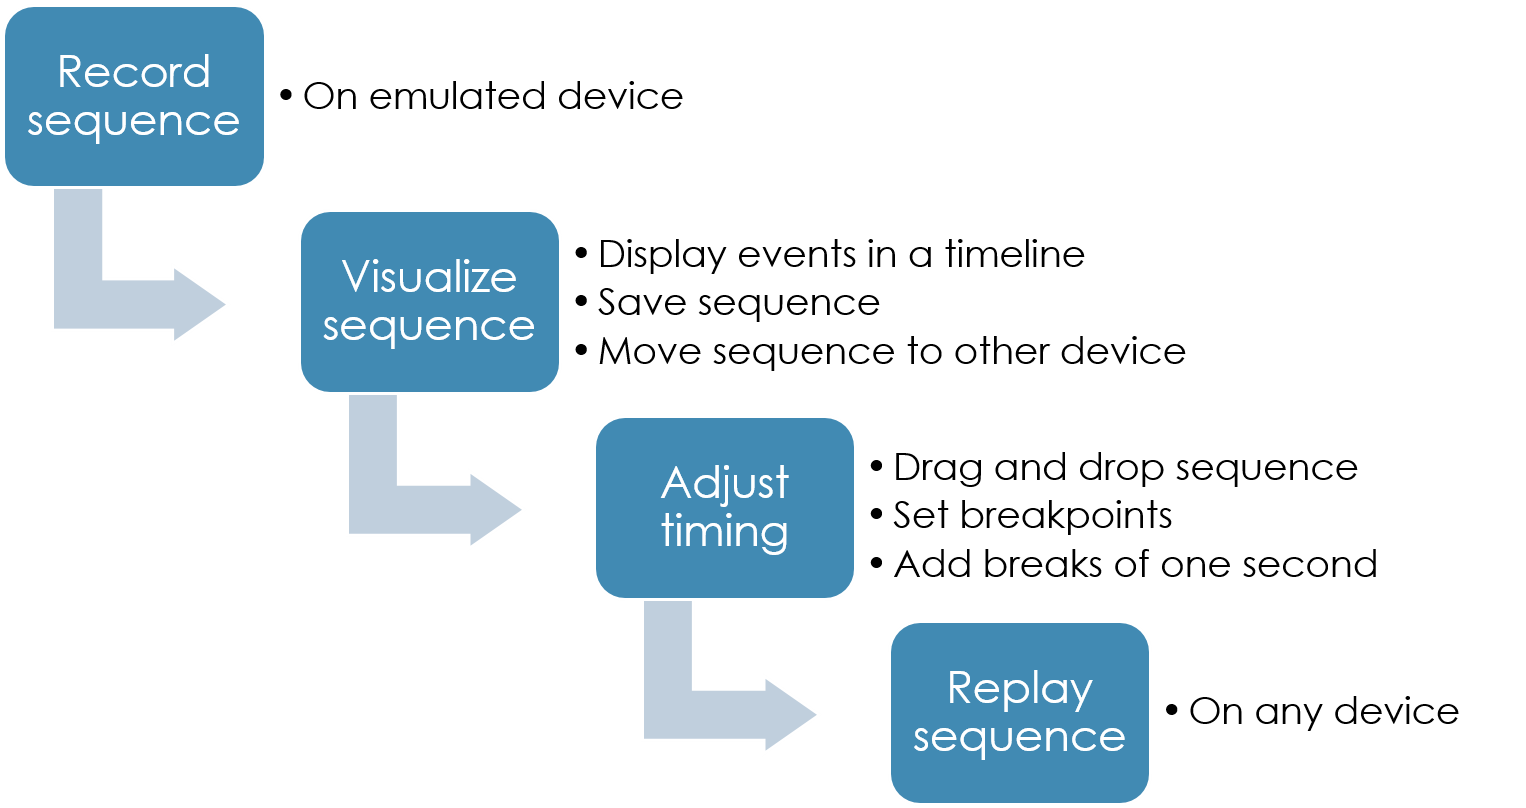 Record
sequence
• On emulated device
Visualize
sequence
• Display events in a timeline
• Save sequence
• Move sequence to other device
Adjust
timing
• Drag and drop sequence
• Set breakpoints
• Add breaks of one second
Replay
sequence
• On any device